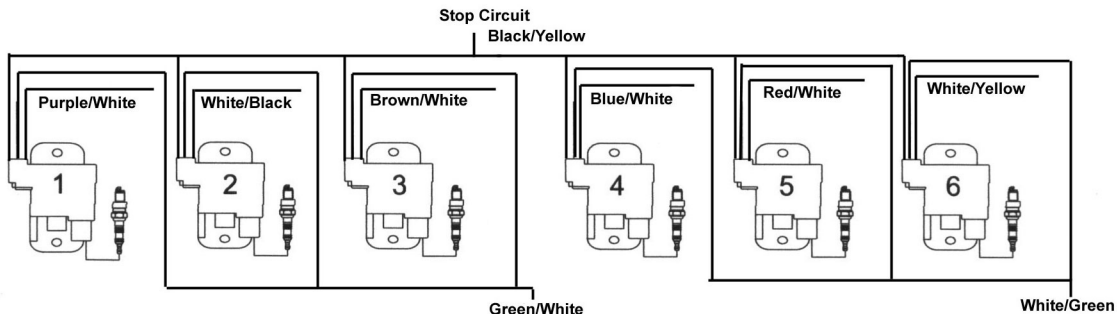 Stop Circuit
Black/Yellow
Purple/White
White/Black
Brown/White
Blue/White
Red/White
White/Yellow
1
2
3
4
5
6
Green/White
White/Green